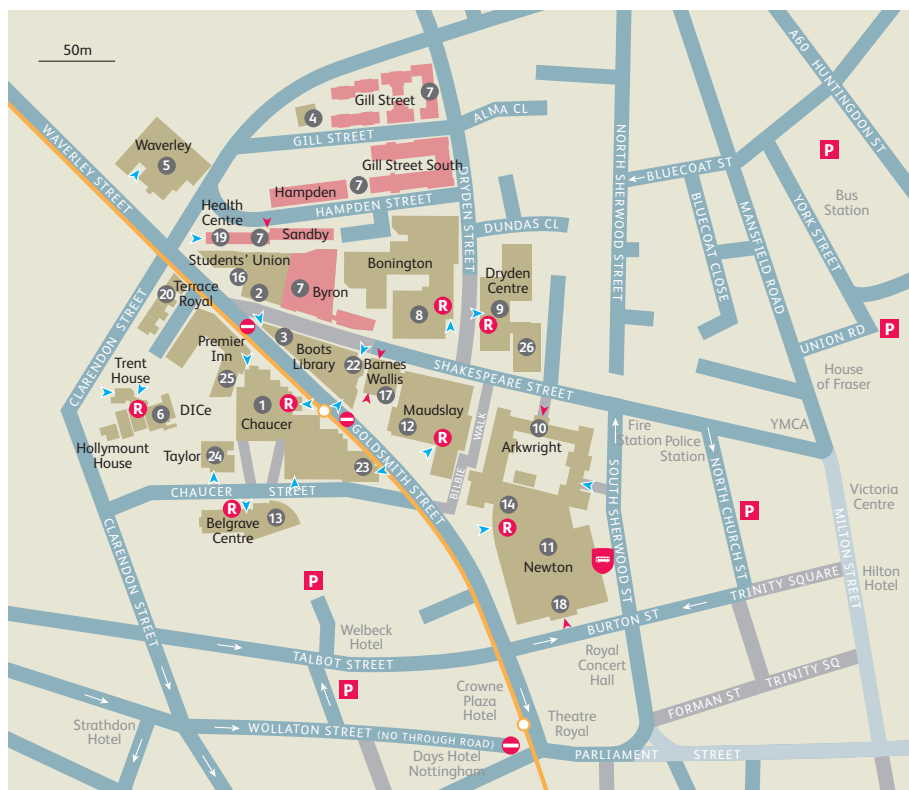 50m
A60 HUNTINGDON ST
Gill Street
7
4
ALMA CL
GILL STREET
WAVERLEY STREET
Waverley
5
Gill Street South
7
Hampden
HAMPDEN STREET
DRYDEN STREET
NORTH SHERWOOD STREET
BLUECOAT ST
BLUECOAT CLOSE
MANSFIELD ROAD
YORK STREET
P
Bus
Station
Health
Centre
19
7
Sandby
DUNDAS CL
Students' Union
16
2
7
Byron
Bonington
8
R
Dryden
Centre
9
R
26
20
Terrace
Royal
CLARENDON STREET
Premier
Inn
25
3
Boots
Library
22
Barnes
Wallis
17
SHAKESPEARE STREET
UNION RD
P
House
of Fraser
Trent
House
R
6
DICe
Hollymount
House
1
R
Chaucer
Maudslay
12
R
BILBIE WALK
10
Arkwright
Fire
Station
Police
Station
YMCA
Taylor
24
23
GOLDSMITH STREET
CHAUCER STREET
R
Belgrave
Centre
13
14
R
11
Newton
18
SOUTH SHERWOOD ST
NORTH CHURCH ST
P
Victoria
Centre
MILTON STREET
Hilton
Hotel
TRINITY SQUARE
BURTON ST
CLARENDON STREET
P
Welbeck
Hotel
TALBOT STREET
Royal
Concert
Hall
TRINITY SQ
FORMAN ST
P
Crowne
Plaza
Hotel
Theatre
Royal
Strathdon
Hotel
WOLLATON STREET (NO THROUGH ROAD)
Days Hotel
Nottingham
PARLIAMENT STREET